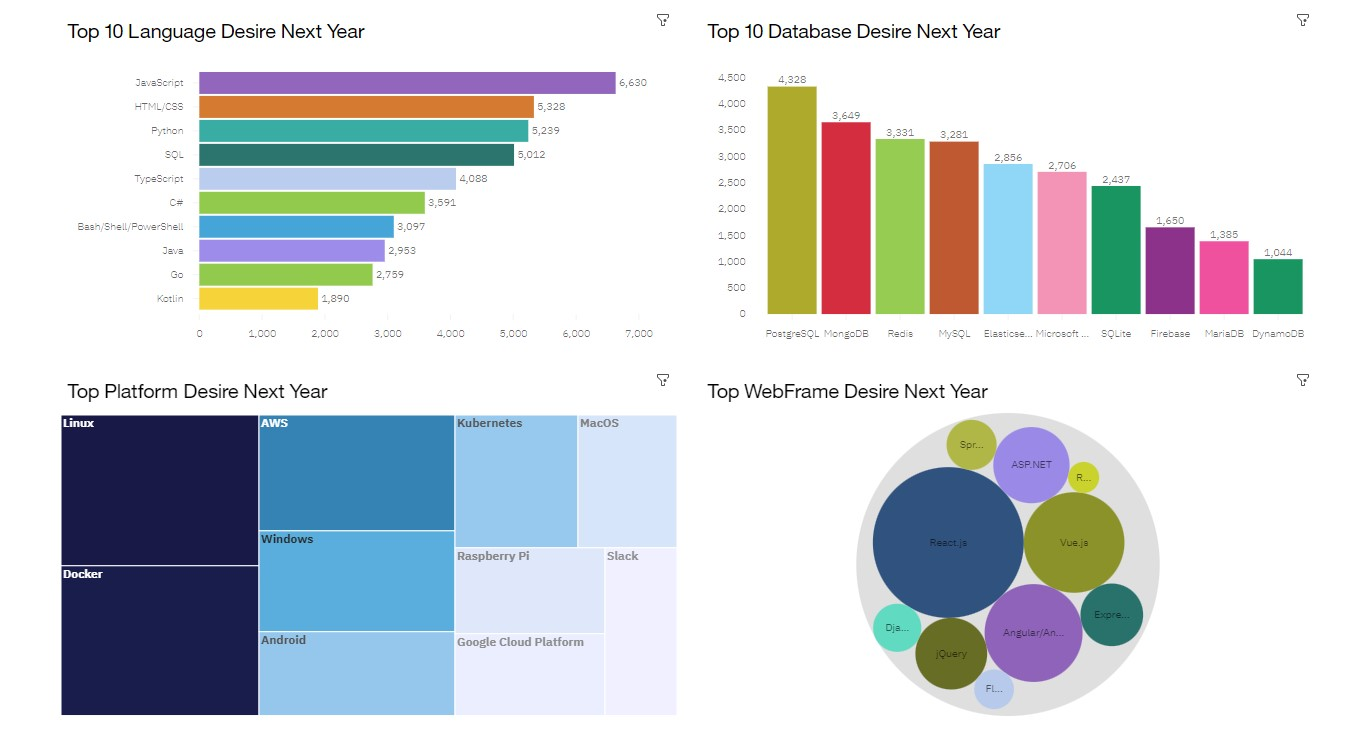 Top 10 Language Desire Next Year
JavaScript 6,630
HTML/CSS 5,328
Python 5,239
SQL 5,012
TypeScript 4,088
C# 3,591
Bash/Shell/PowerShell 3,097
Java 2,953
Go 2,759
Kotlin 1,890
0 1,000 2,000 3,000 4,000 5,000 6,000 7,000
Top 10 Database Desire Next Year
4,500
4,000
3,500
3,000
2,500
2,000
1,500
1,000
500
0
4,328 3,649 3,331 3,281 2,856 2,706 2,437 1,650 1,385 1,044
PostgreSQL MongoDB Redis MySQL Elasticse... Microsoft ... SQLite Firebase MariaDB DynamoDB
Top Platform Desire Next Year
Linux
Docker
AWS
Windows
Android
Kubernetes
MacOS
Raspberry Pi
Slack
Google Cloud Platform
Top WebFrame Desire Next Year
Spr...
ASP.NET
R...
React.js
Vue.js
Expre...
Dja...
Angular/An...
jQuery
Fl...